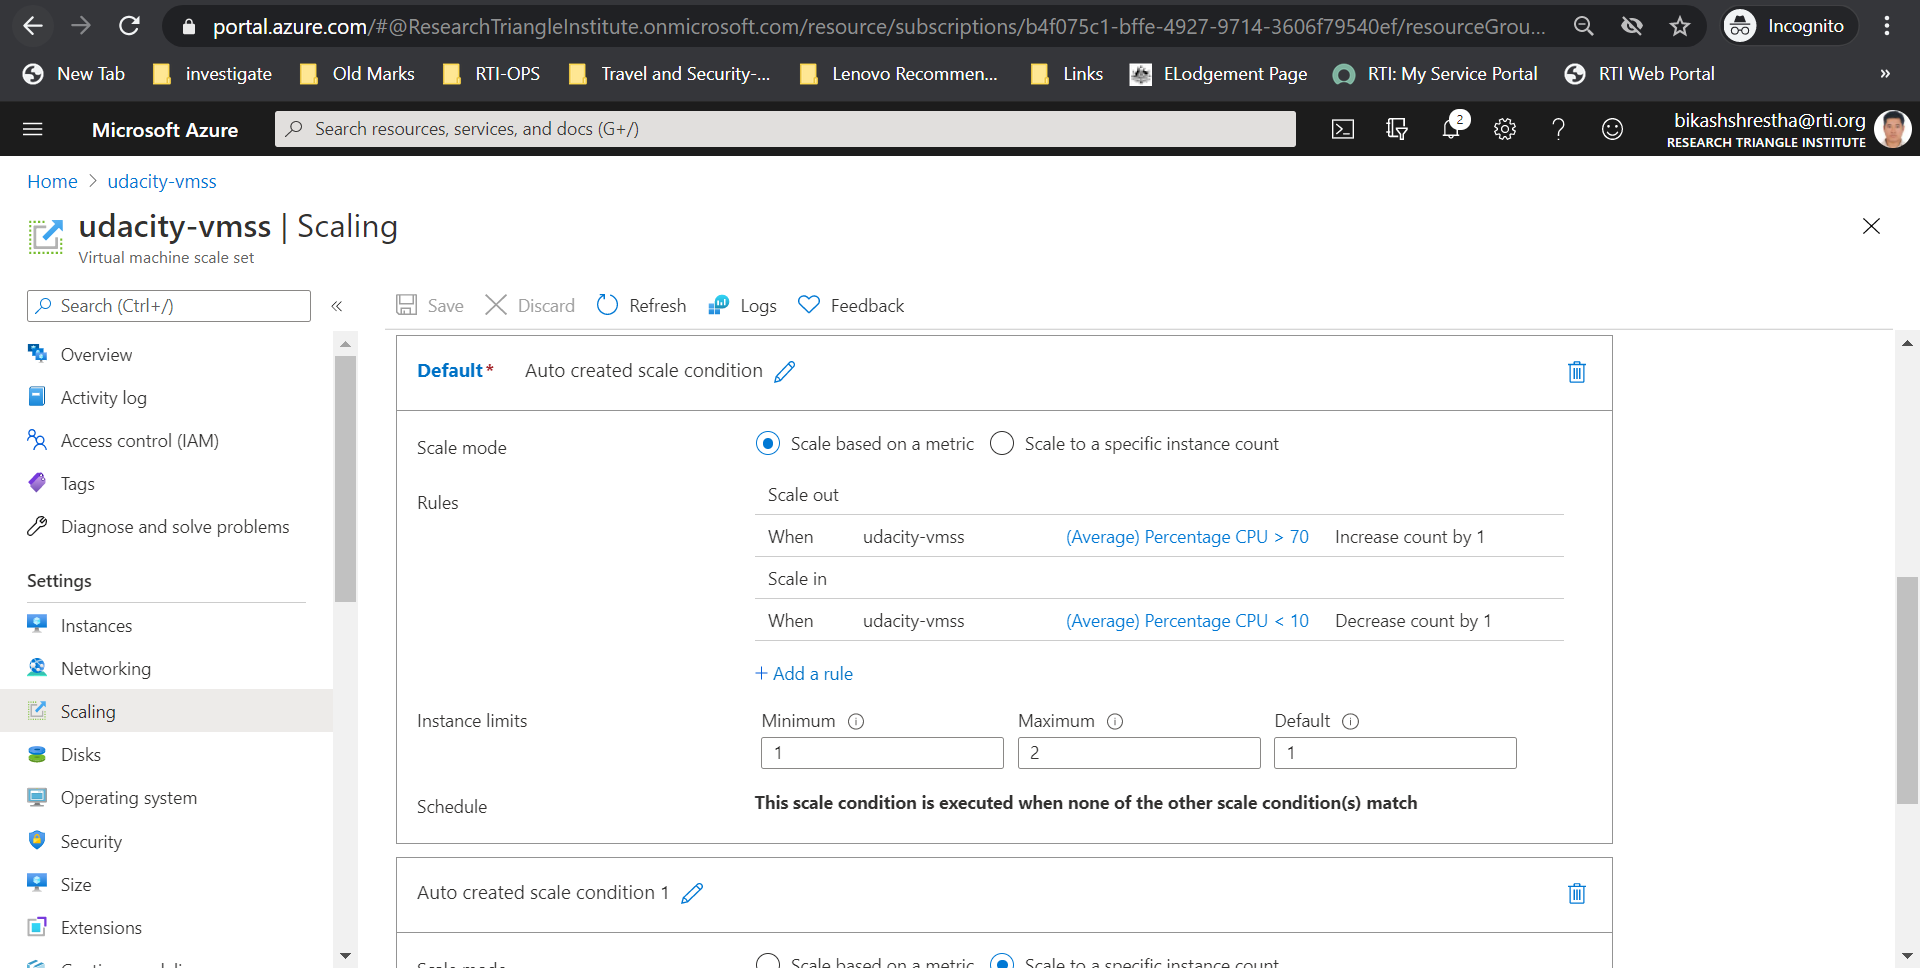 portal.azure.com/#@ResearchTriangleInstitute.onmicrosoft.com/resource/subscriptions/b4f075c1-bffe-4927-9714-3606f79540ef/resourceGrou...
Incognito
New Tab
investigate
Old Marks
RTI-OPS
Travel and Security-...
Lenovo Recommen...
Links
ELodgement Page
RTI: My Service Portal
RTI Web Portal
»
Microsoft Azure
Search resources, services, and docs (G+/)
2
bikashshrestha@rti.org
RESEARCH TRIANGLE INSTITUTE
Home > udacity-vmss
udacity-vmss | Scaling
Virtual machine scale set
Search (Ctrl+/)
«
Save
Discard
Refresh
Logs
Feedback
Overview
Activity log
Access control (IAM)
Tags
Diagnose and solve problems
Settings
Instances
Networking
Scaling
Disks
Operating system
Security
Size
Extensions
Default* Auto created scale condition
Scale mode
Scale based on a metric
Scale to a specific instance count
Rules
Scale out
When udacity-vmss (Average) Percentage CPU > 70 Increase count by 1
Scale in
When udacity-vmss (Average) Percentage CPU < 10 Decrease count by 1
+ Add a rule
Instance limits
Minimum
Maximum
Default
1
2
1
Schedule
This scale condition is executed when none of the other scale condition(s) match
Auto created scale condition 1
Scale mode
Scale based on a metric
Scale to a specific instance count